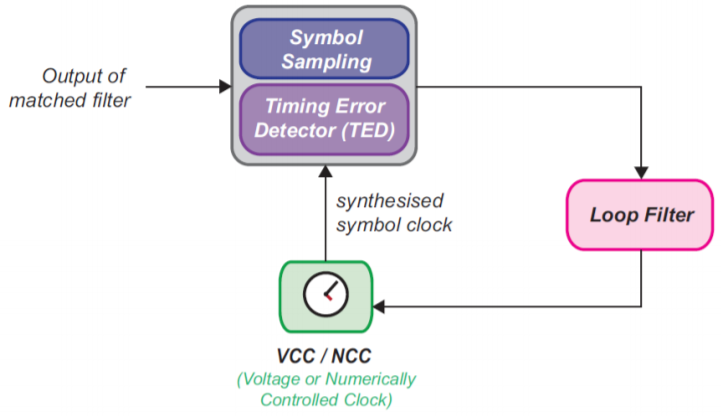 Symbol
Sampling
Output of
matched filter
Timing Error
Detector (TED)
synthesised
symbol clock
Loop Filter
VCC / NCC
(Voltage or Numerically
Controlled Clock)